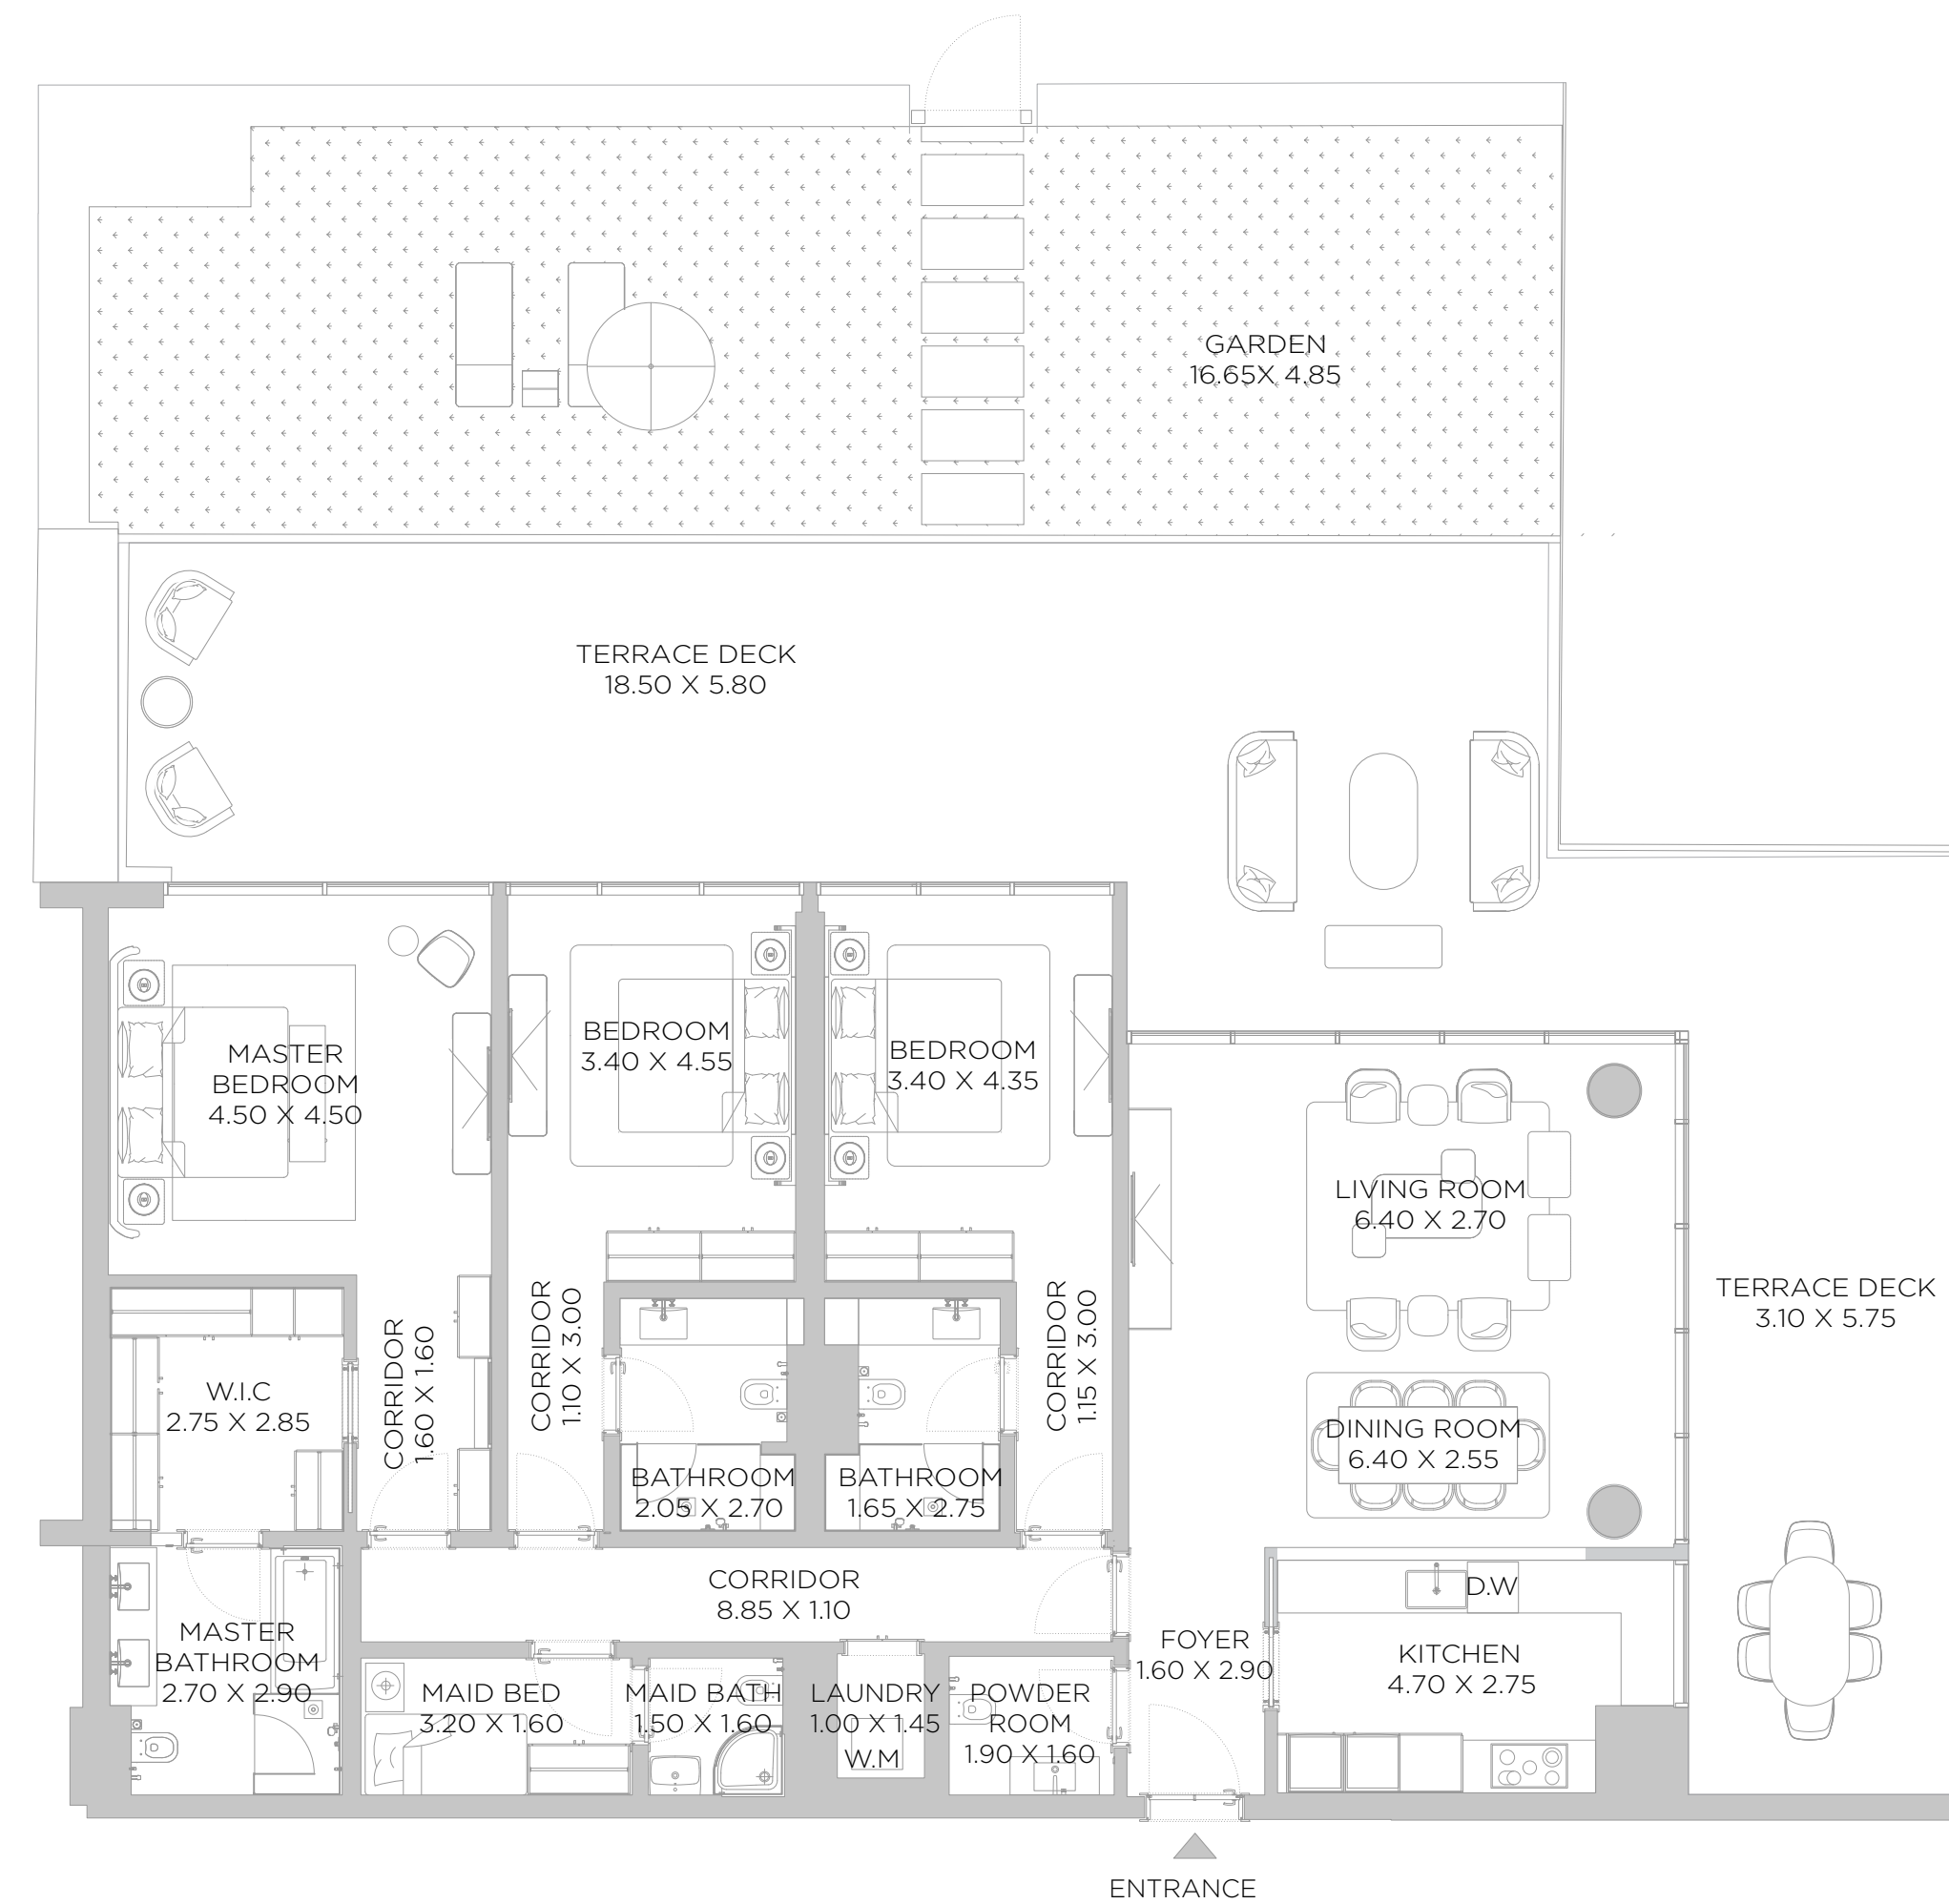 GARDEN
16.65X 4.85
TERRACE DECK
18.50 X 5.80
MASTER
BEDROOM
4.50 X 4.50
BEDROOM
3.40 X 4.55
BEDROOM
3.40 X 4.35
LIVING ROOM
6.40 X 2.70
TERRACE DECK
3.10 X 5.75
W.I.C
2.75 X 2.85
CORRIDOR
1.60 X 1.60
CORRIDOR
1.10 X 3.00
CORRIDOR
1.15 X 3.00
DINING ROOM
6.40 X 2.55
BATHROOM
2.05 X 2.70
BATHROOM
1.65 X 2.75
CORRIDOR
8.85 X 1.10
D.W
MASTER
BATHROOM
2.70 X 2.90
FOYER
1.60 X 2.90
KITCHEN
4.70 X 2.75
MAID BED
3.20 X 1.60
MAID BATH
1.50 X 1.60
LAUNDRY
1.00 X 1.45
W.M
POWDER
ROOM
1.90 X 1.60
ENTRANCE